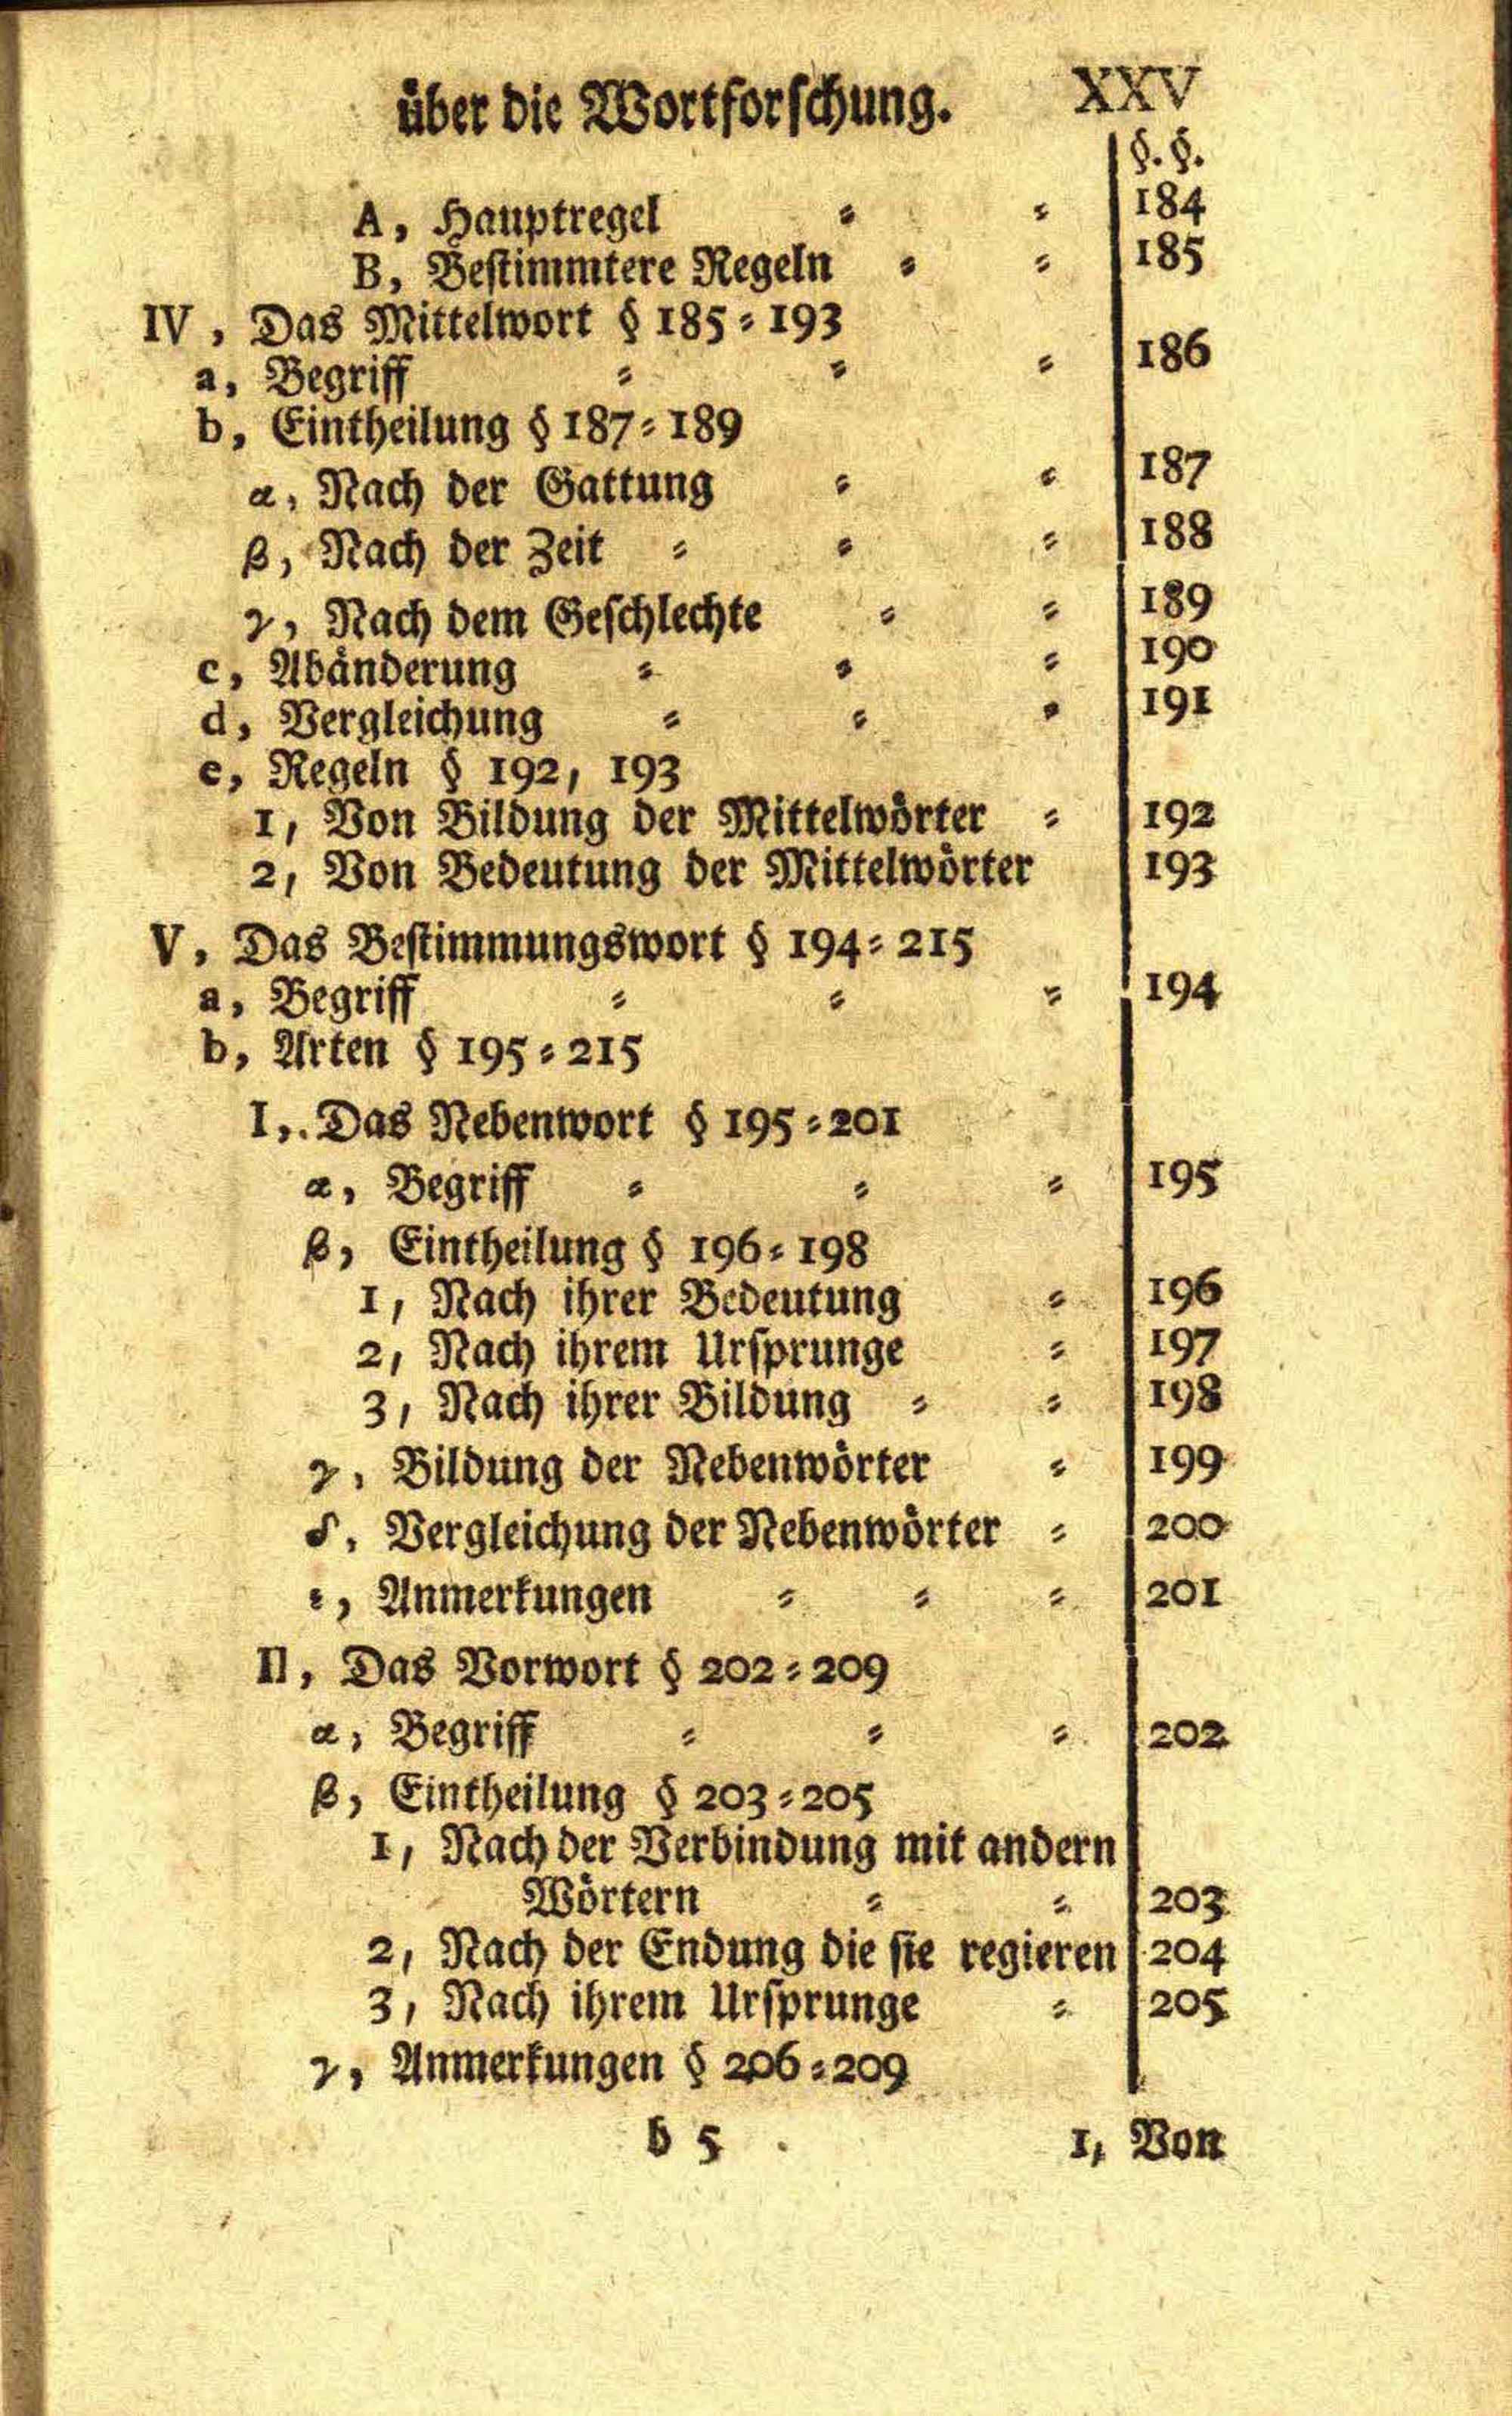 über die Wortforschung. XXV
§. §.
A, Hauptregel = = 184
B, Bestimmtere Regeln = = 185
IV, Das Mittelwort § 185=193
a, Begriff = = = 186
b, Eintheilung § 187=189
α, Nach der Gattung = = 187
β, Nach der Zeit = = = 188
γ, Nach dem Geschlechte = = 189
c, Abänderung = = = 190
d, Vergleichung = = = 191
e, Regeln § 192, 193
1, Von Bildung der Mittelwörter = 192
2, Von Bedeutung der Mittelwörter 193
V, Das Bestimmungswort § 194=215
a, Begriff = = = 194
b, Arten § 195=215
I,. Das Nebenwort § 195=201
α, Begriff = = = 195
β, Eintheilung § 196=198
1, Nach ihrer Bedeutung = 196
2, Nach ihrem Ursprunge = 197
3, Nach ihrer Bildung = = 198
γ, Bildung der Nebenwörter = 199
δ, Vergleichung der Nebenwörter = 200
ε, Anmerkungen = = = 201
II, Das Vorwort § 202=209
α, Begriff = = = 202
β, Eintheilung § 203=205
1, Nach der Verbindung mit andern
Wörtern = = 203
2, Nach der Endung die sie regieren 204
3, Nach ihrem Ursprunge = 205
γ, Anmerkungen § 206=209
b 5 1, Von